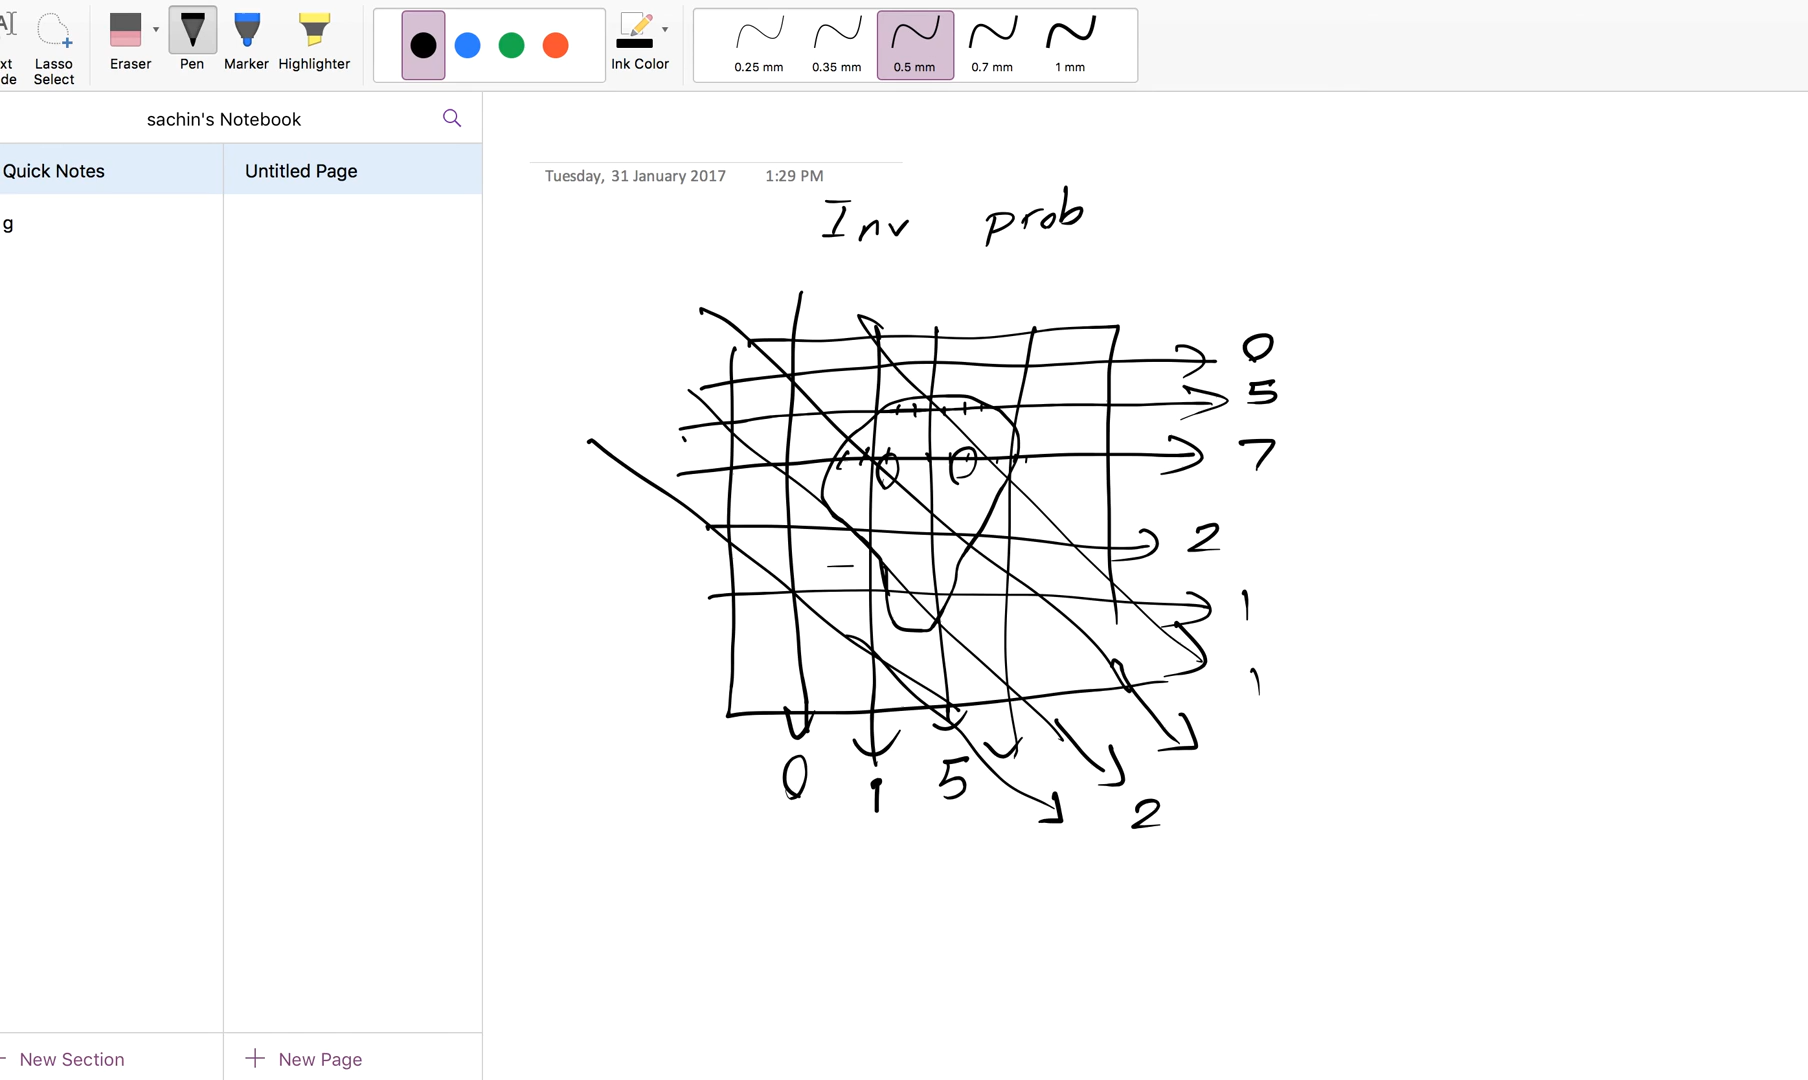 Eraser Pen Marker Highlighter Ink Color 0.25 mm 0.35 mm 0.5 mm 0.7 mm 1 mm
xt Lasso
de Select
sachin's Notebook
Quick Notes Untitled Page
g
Tuesday, 31 January 2017 1:29 PM
Inv prob
0
5
7
2
1
1
0 1 5
2
New Section + New Page